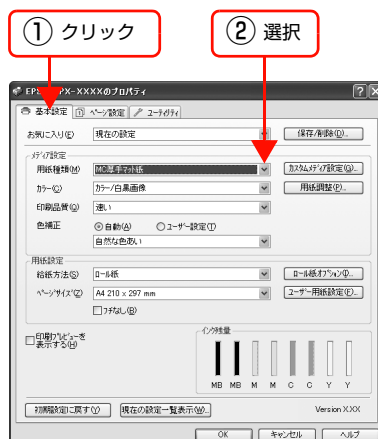 ① クリック
② 選択
EPS PX-XXXXのプロパティ
基本設定 ページ設定 ユーティリティ
お気に入り(E) 現在の設定 保存/削除(D)...
メディア設定
用紙種類(M) MC厚手マット紙 カスタムメディア設定(G)...
カラー(C) カラー/白黒画像 用紙調整(P)...
印刷品質(Q) 速い
色補正 自動(A) ユーザー設定(T)
自然な色あい
用紙設定
給紙方法(S) ロール紙 ロール紙オプション(L)...
ページサイズ(Z) A4 210 x 297 mm ユーザー用紙設定(F)...
フチなし(B)
印刷プレビューを
表示する(H)
インク残量
MB MB M M C C Y Y
初期設定に戻す(Y) 現在の設定一覧表示(W)... Version X.XX
OK キャンセル ヘルプ